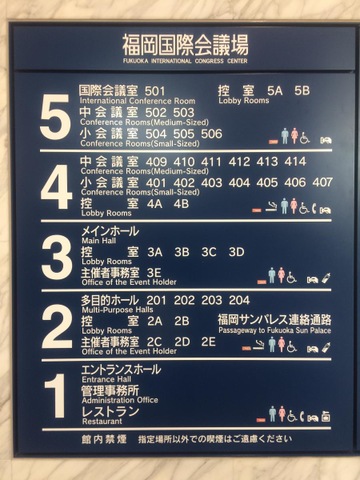 福岡国際会議場
FUKUOKA INTERNATIONAL CONGRESS CENTER
5
国際会議室 501 控室 5A 5B
International Conference Room Lobby Rooms
中会議室 502 503
Conference Rooms(Medium-Sized)
小会議室 504 505 506
Conference Rooms(Small-Sized)
4
中会議室 409 410 411 412 413 414
Conference Rooms(Medium-Sized)
小会議室 401 402 403 404 405 406 407
Conference Rooms(Small-Sized)
控室 4A 4B
Lobby Rooms
3
メインホール
Main Hall
控室 3A 3B 3C 3D
Lobby Rooms
主催者事務室 3E
Office of the Event Holder
2
多目的ホール 201 202 203 204
Multi-Purpose Halls
控室 2A 2B 福岡サンパレス連絡通路
Lobby Rooms Passageway to Fukuoka Sun Palace
主催者事務室 2C 2D 2E
Office of the Event Holder
1
エントランスホール
Entrance Hall
管理事務所
Administration Office
レストラン
Restaurant
館内禁煙 指定場所以外での喫煙はご遠慮ください